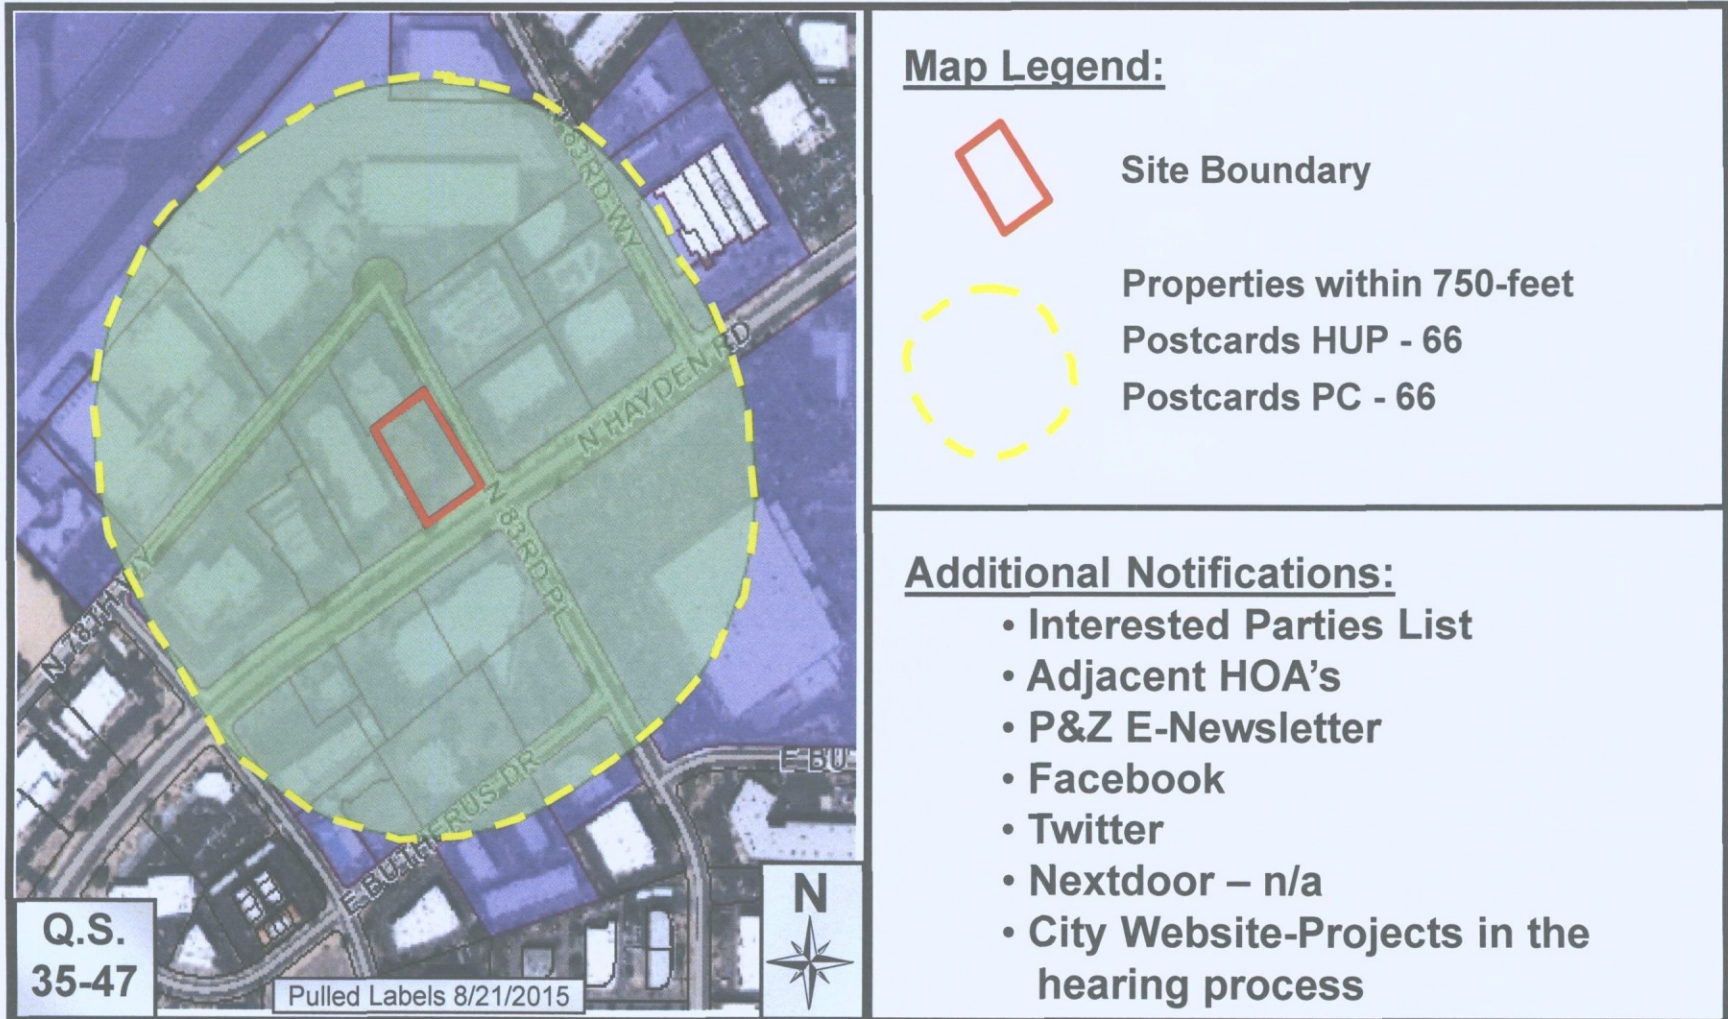 N 83RD WY
N HAYDEN RD
N 83RD PL
N 78TH WY
E BUTHERUS DR
E BU
Q.S.
35-47
Pulled Labels 8/21/2015
N
Map Legend:
Site Boundary
Properties within 750-feet
Postcards HUP - 66
Postcards PC - 66
Additional Notifications:
• Interested Parties List
• Adjacent HOA's
• P&Z E-Newsletter
• Facebook
• Twitter
• Nextdoor – n/a
• City Website-Projects in the
hearing process